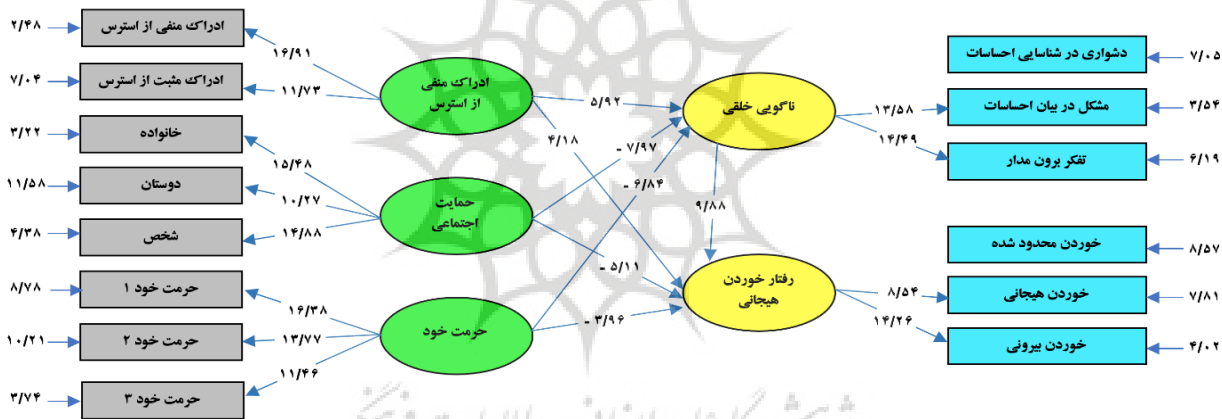 ادراک منفی از استرس
۲/۴۸
ادراک مثبت از استرس
۷/۰۴
خانواده
۳/۲۲
دوستان
۱۱/۵۸
شخص
۴/۳۸
حرمت خود ۱
۸/۷۸
حرمت خود ۲
۱۰/۲۱
حرمت خود ۳
۳/۷۴
۱۶/۹۱
۱۱/۷۳
۱۵/۴۸
۱۰/۲۷
۱۴/۸۸
۱۶/۳۸
۱۳/۷۷
۱۱/۴۶
ادراک منفی
از استرس
حمایت
اجتماعی
حرمت خود
۵/۹۲
۴/۱۸
- ۷/۹۷
- ۶/۸۴
۹/۸۸
- ۵/۱۱
- ۳/۹۶
ناگویی خلقی
رفتار خوردن
هیجانی
۱۳/۵۸
۱۴/۴۹
۸/۵۴
۱۴/۲۶
دشواری در شناسایی احساسات
۷/۰۵
مشکل در بیان احساسات
۳/۵۴
تفکر برون مدار
۶/۱۹
خوردن محدود شده
۸/۵۷
خوردن هیجانی
۷/۸۱
خوردن بیرونی
۴/۰۲